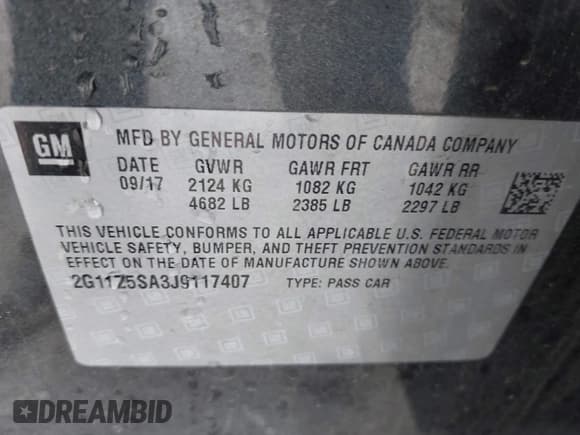 GM
MFD BY GENERAL MOTORS OF CANADA COMPANY
DATE GVWR GAWR FRT GAWR RR
09/17 2124 KG 1082 KG 1042 KG
4682 LB 2385 LB 2297 LB
THIS VEHICLE CONFORMS TO ALL APPLICABLE U.S. FEDERAL MOTOR
VEHICLE SAFETY, BUMPER, AND THEFT PREVENTION STANDARDS IN
EFFECT ON THE DATE OF MANUFACTURE SHOWN ABOVE.
2G11Z5SA3J9117407 TYPE: PASS CAR
DREAMBID